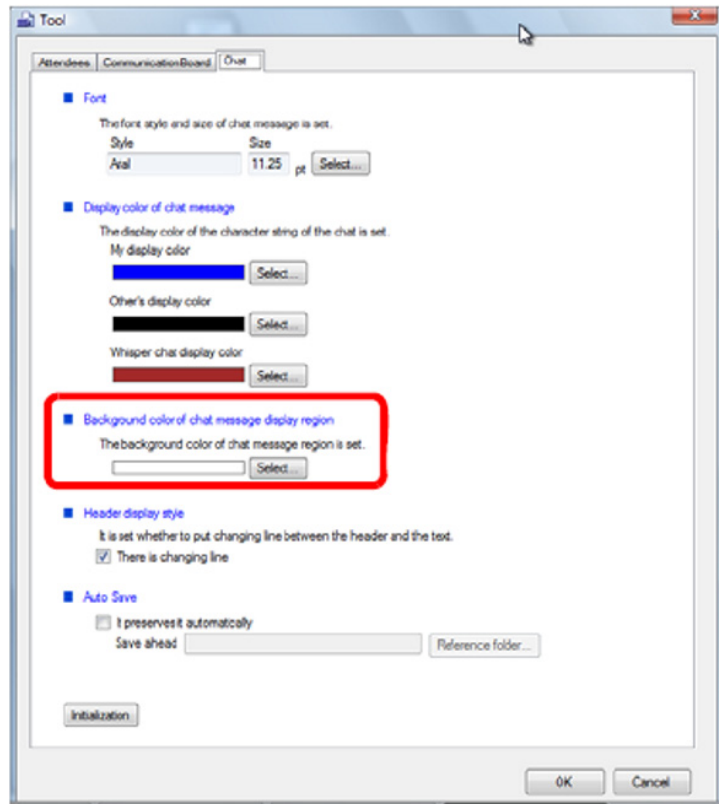 Tool
Attendees CommunicationBoard Chat
Font
The font style and size of chat message is set.
Style Size
Arial 11.25 pt Select...
Display color of chat message
The display color of the character string of the chat is set.
My display color
Select...
Other's display color
Select...
Whisper chat display color
Select...
Background color of chat message display region
The background color of chat message region is set.
Select...
Header display style
It is set whether to put changing line between the header and the text.
There is changing line
Auto Save
It preserves it automatically
Save ahead Reference folder...
Initialization
OK Cancel